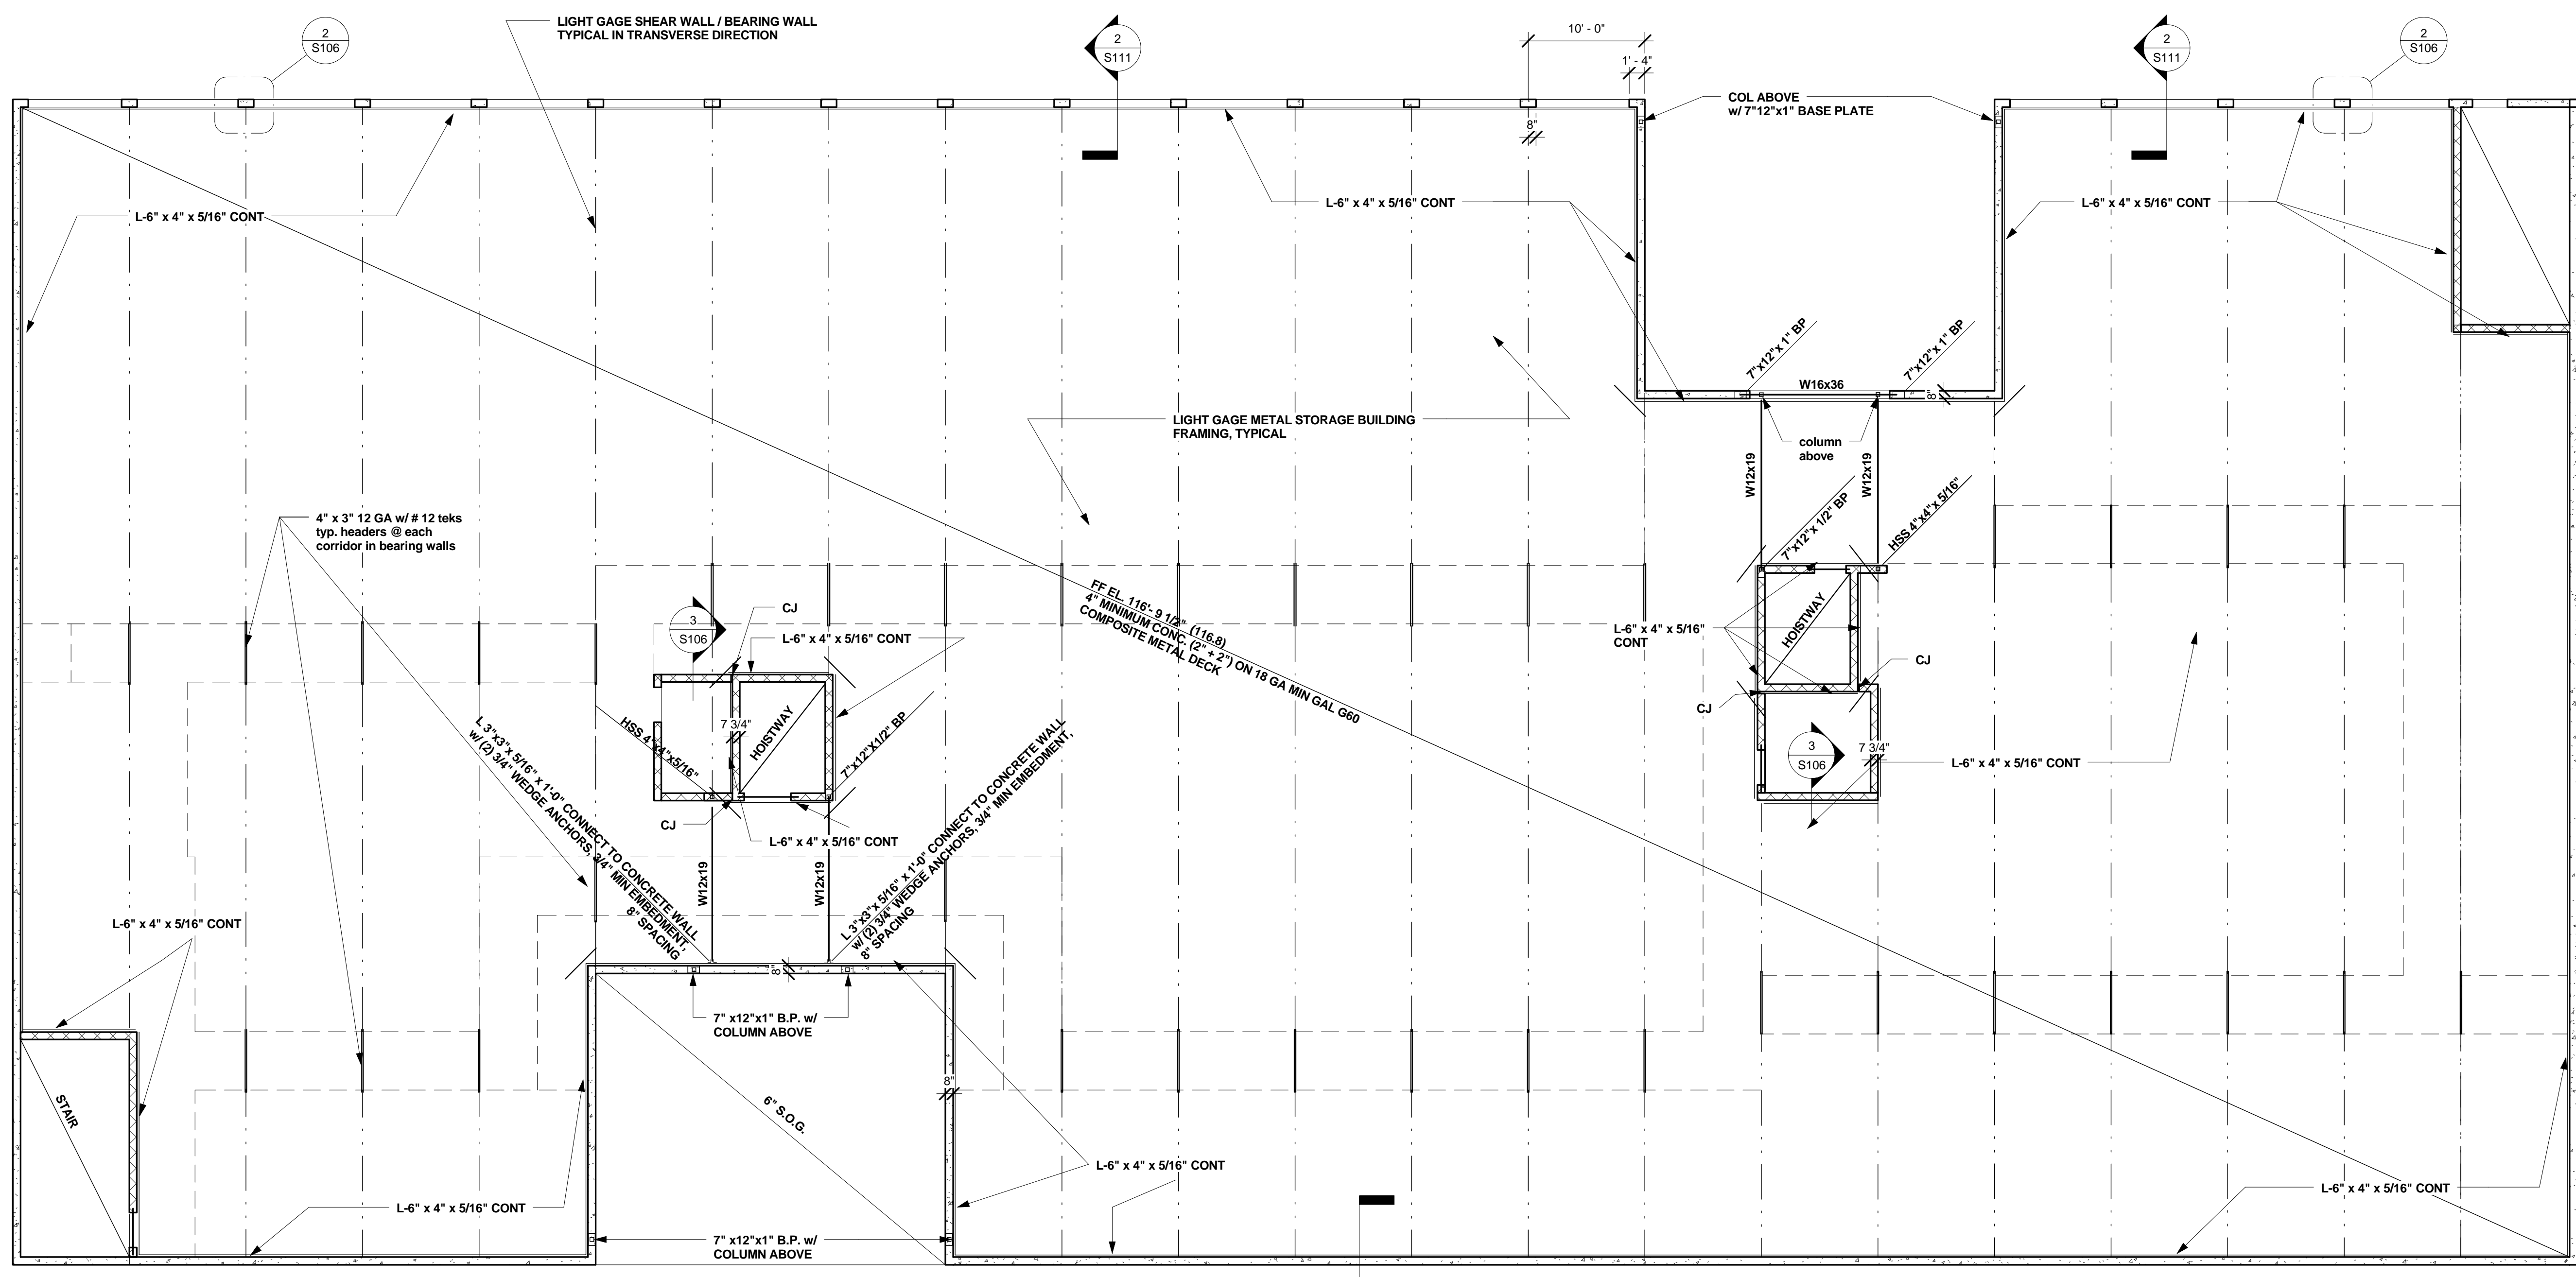 2
S106
LIGHT GAGE SHEAR WALL / BEARING WALL
TYPICAL IN TRANSVERSE DIRECTION
2
S111
10' - 0"
1' - 4"
8"
COL ABOVE
w/ 7"12"x1" BASE PLATE
2
S111
2
S106
L-6" x 4" x 5/16" CONT
L-6" x 4" x 5/16" CONT
L-6" x 4" x 5/16" CONT
7"x12"x 1" BP
7"x12"x 1" BP
W16x36
8"
LIGHT GAGE METAL STORAGE BUILDING
FRAMING, TYPICAL
column
above
W12x19
W12x19
7"x12"x 1/2" BP
HSS 4"x4"x 5/16"
4" x 3" 12 GA w/ # 12 teks
typ. headers @ each
corridor in bearing walls
FF EL. 116'- 9 1/2" (116.8)
4" MINIMUM CONC. (2" + 2") ON 18 GA MIN GAL G60
COMPOSITE METAL DECK
3
S106
CJ
L-6" x 4" x 5/16" CONT
HOISTWAY
L-6" x 4" x 5/16"
CONT
CJ
CJ
3
S106
7 3/4"
L-6" x 4" x 5/16" CONT
7 3/4"
HOISTWAY
HSS 4"x4"x5/16"
7"x12"X1/2" BP
CJ
L-6" x 4" x 5/16" CONT
L 3"x3"x 5/16" x 1'-0" CONNECT TO CONCRETE WALL
w/ (2) 3/4" WEDGE ANCHORS, 3/4" MIN EMBEDMENT,
8" SPACING
W12x19
W12x19
L 3"x3"x 5/16" x 1'-0" CONNECT TO CONCRETE WALL
w/ (2) 3/4" WEDGE ANCHORS, 3/4" MIN EMBEDMENT,
8" SPACING
L-6" x 4" x 5/16" CONT
8"
7" x12"x1" B.P. w/
COLUMN ABOVE
8"
STAIR
6" S.O.G.
L-6" x 4" x 5/16" CONT
L-6" x 4" x 5/16" CONT
L-6" x 4" x 5/16" CONT
7" x12"x1" B.P. w/
COLUMN ABOVE